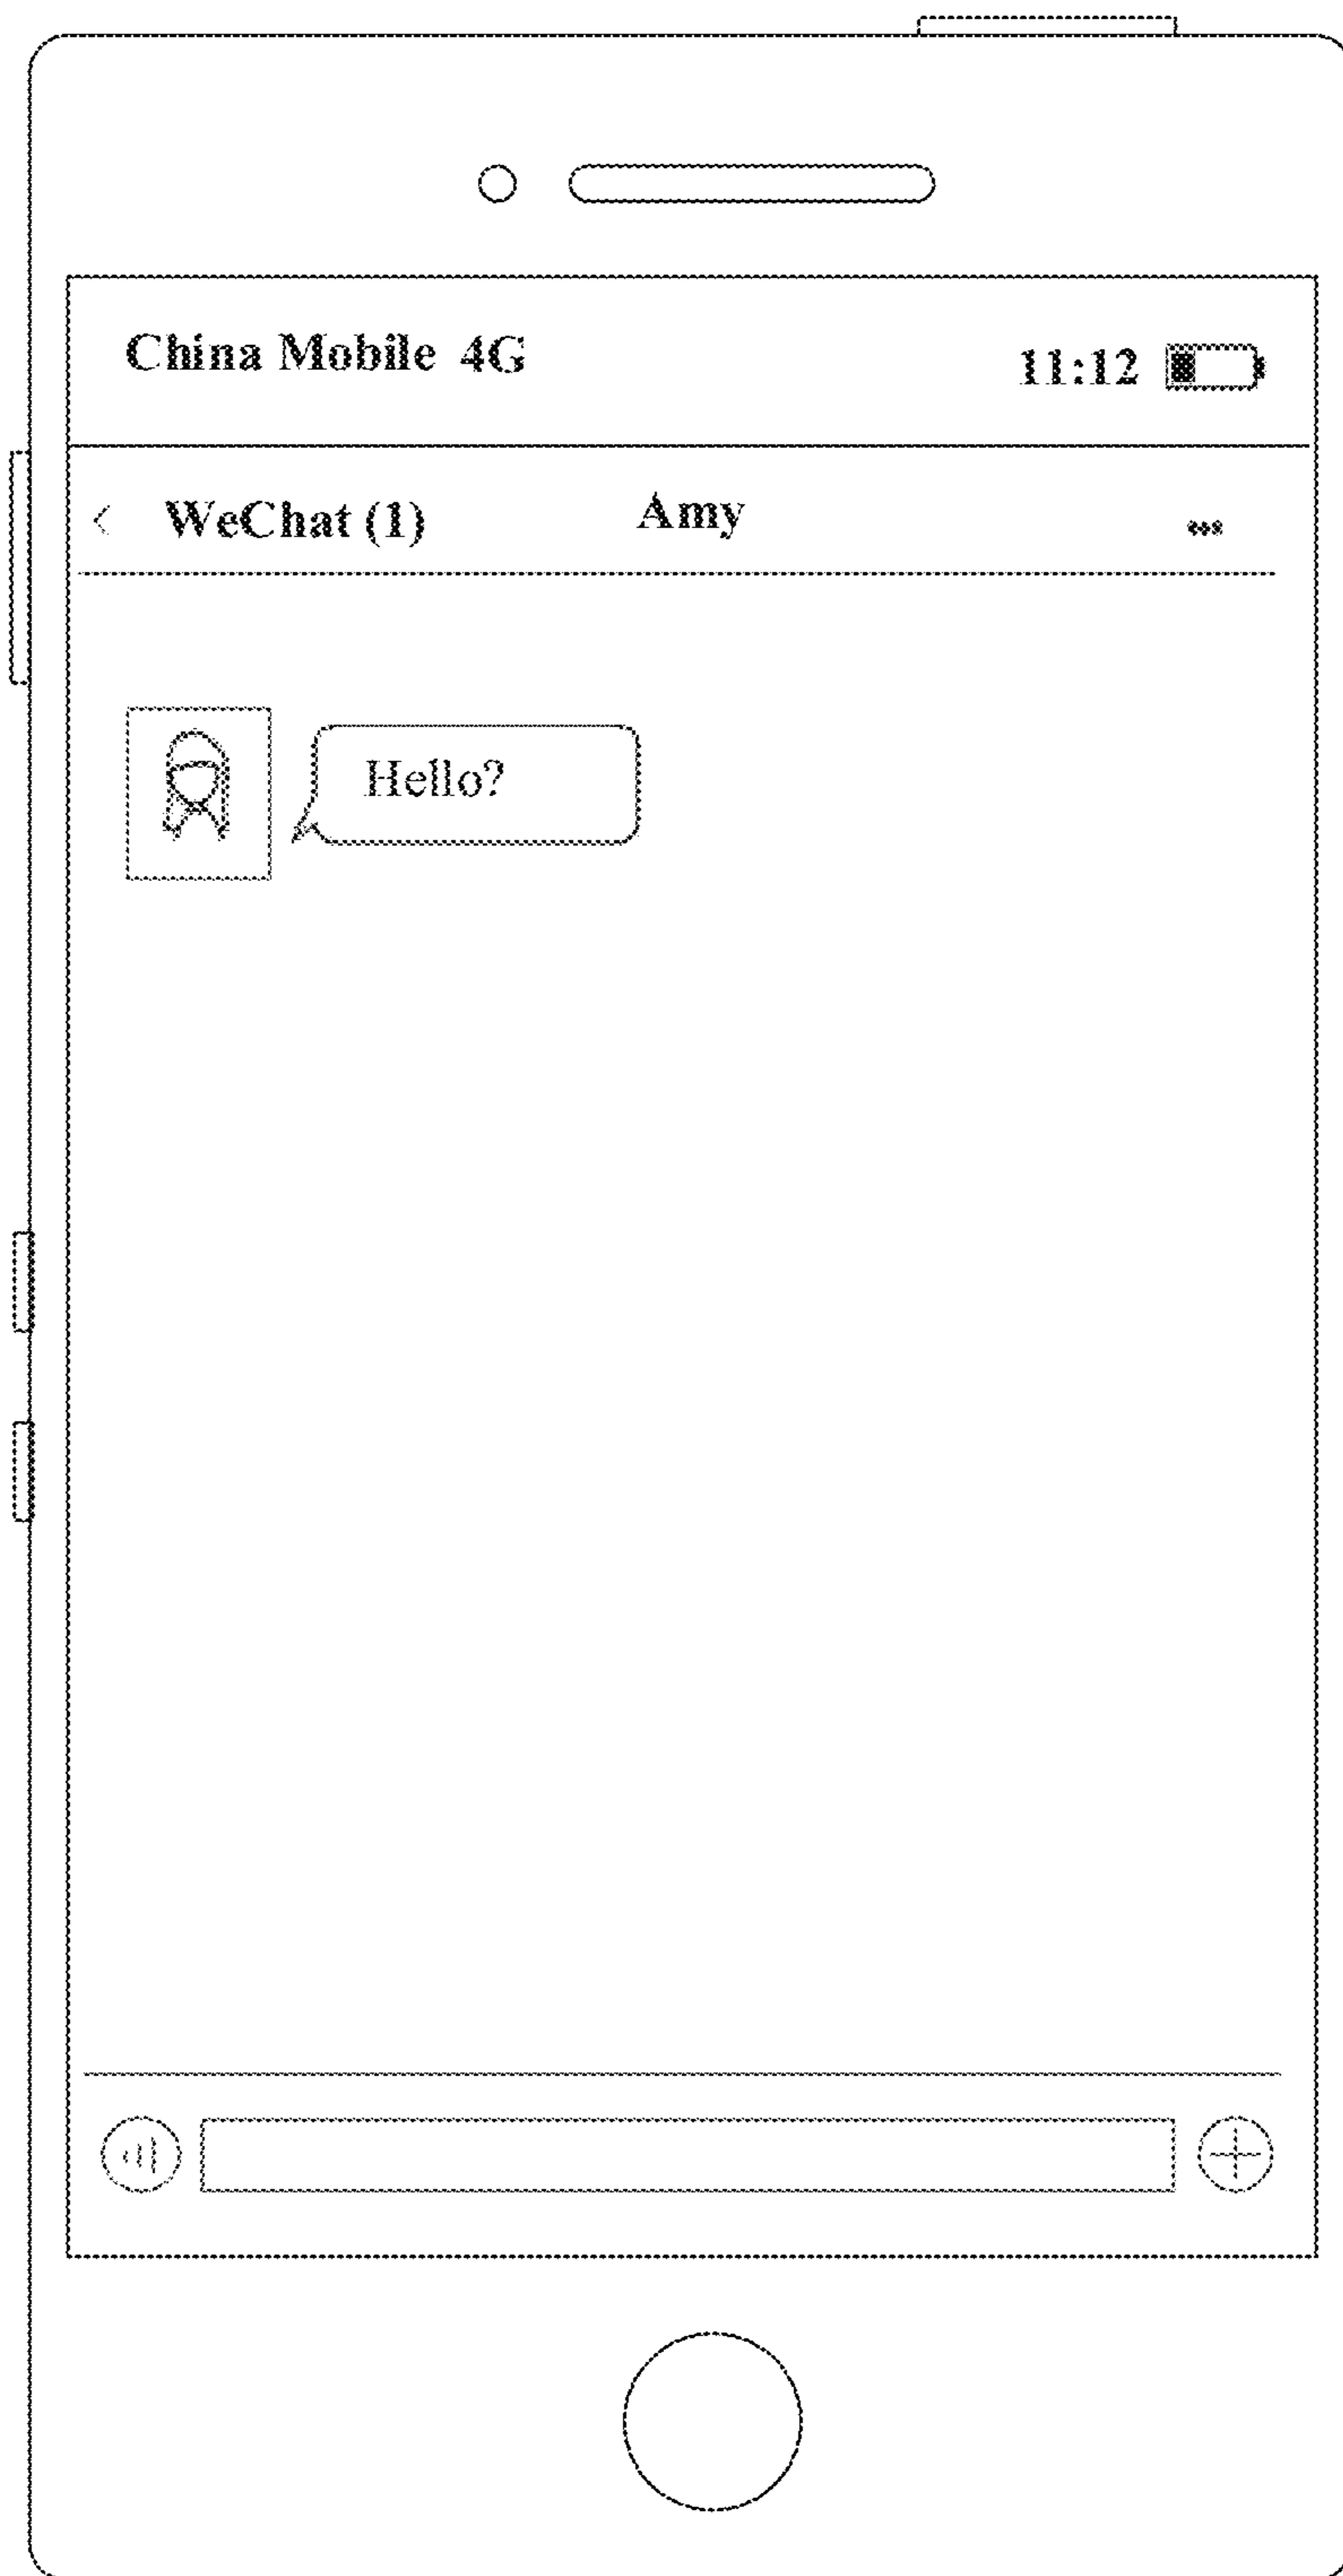 China Mobile 4G 11:12
< WeChat (1) Amy •••
Hello?